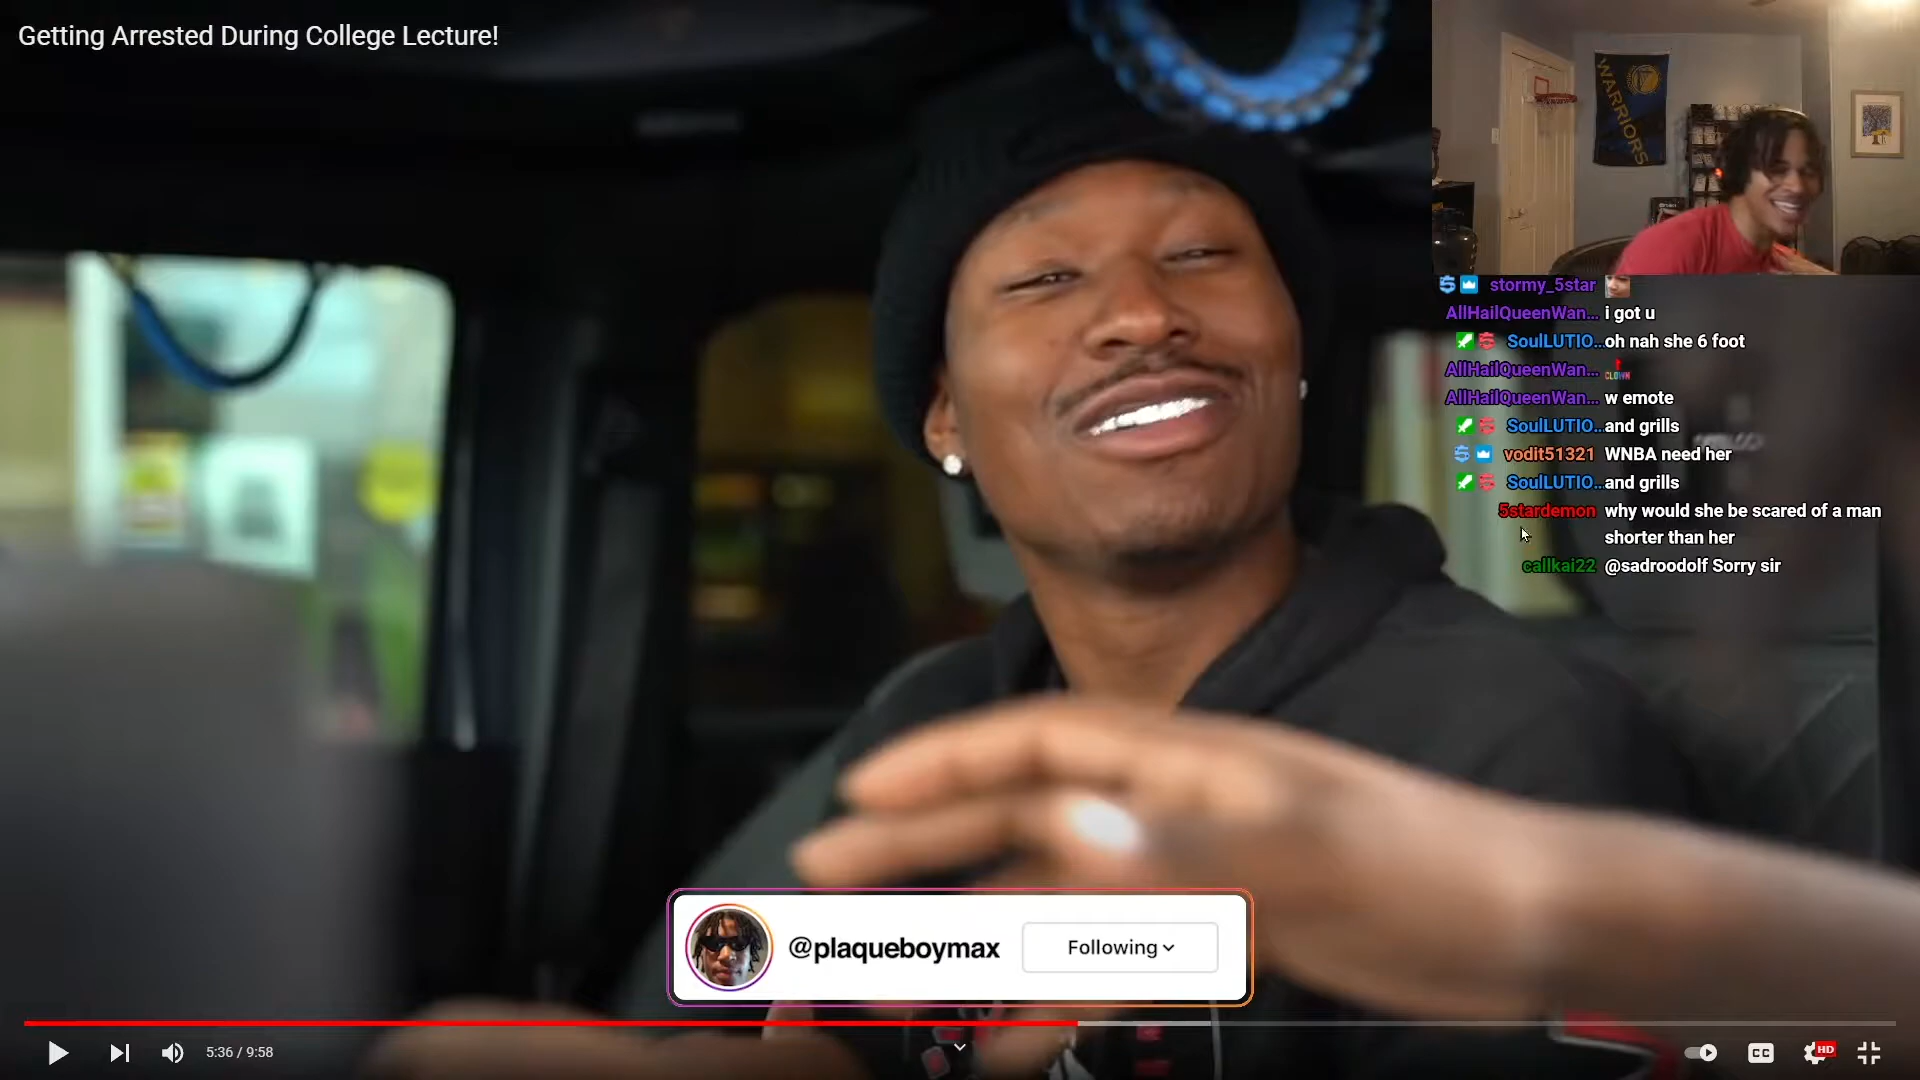 Getting Arrested During College Lecture!
WARRIORS
stormy_5star
AllHailQueenWan... i got u
SoulLUTIO...oh nah she 6 foot
AllHailQueenWan... CLOWN
AllHailQueenWan... w emote
SoulLUTIO...and grills
vodit51321 WNBA need her
SoulLUTIO...and grills
5stardemon why would she be scared of a man
shorter than her
callkai22 @sadroodolf Sorry sir
@plaqueboymax Following
5:36 / 9:58
CC
HD